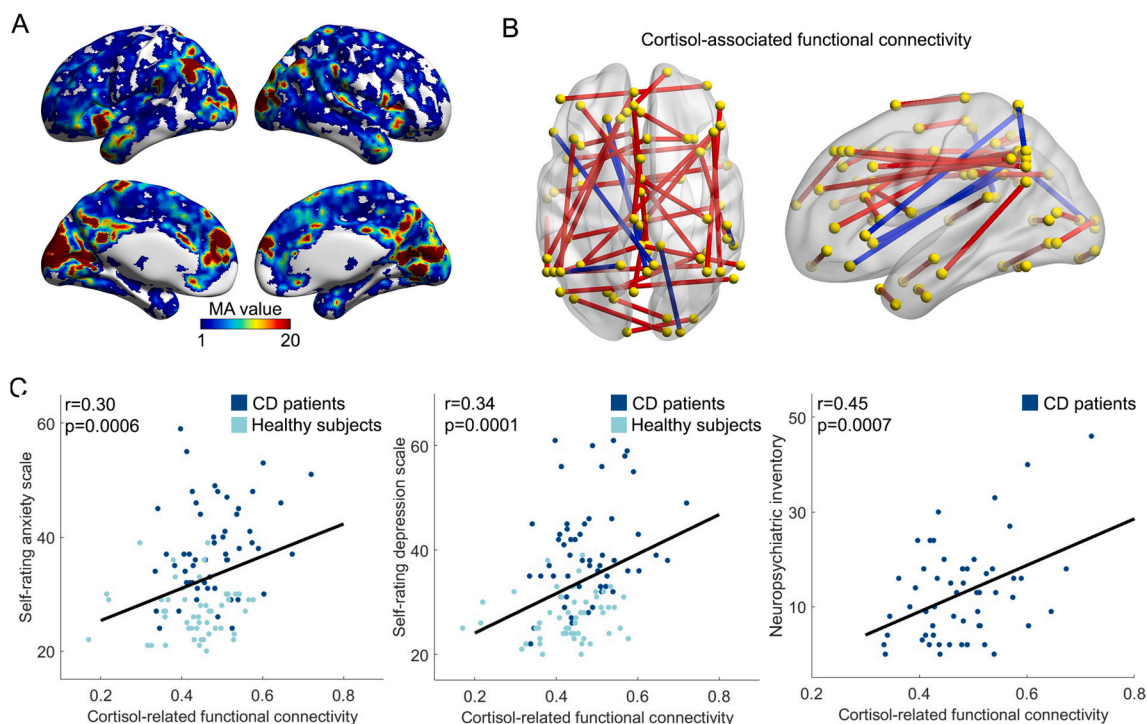 A
B
Cortisol-associated functional connectivity
MA value
1 20
C
r=0.30
p=0.0006
CD patients
Healthy subjects
60
40
20
Self-rating anxiety scale
0.2 0.4 0.6 0.8
Cortisol-related functional connectivity
r=0.34
p=0.0001
CD patients
Healthy subjects
60
40
20
Self-rating depression scale
0.2 0.4 0.6 0.8
Cortisol-related functional connectivity
r=0.45
p=0.0007
CD patients
50
30
10
Neuropsychiatric inventory
0.2 0.4 0.6 0.8
Cortisol-related functional connectivity